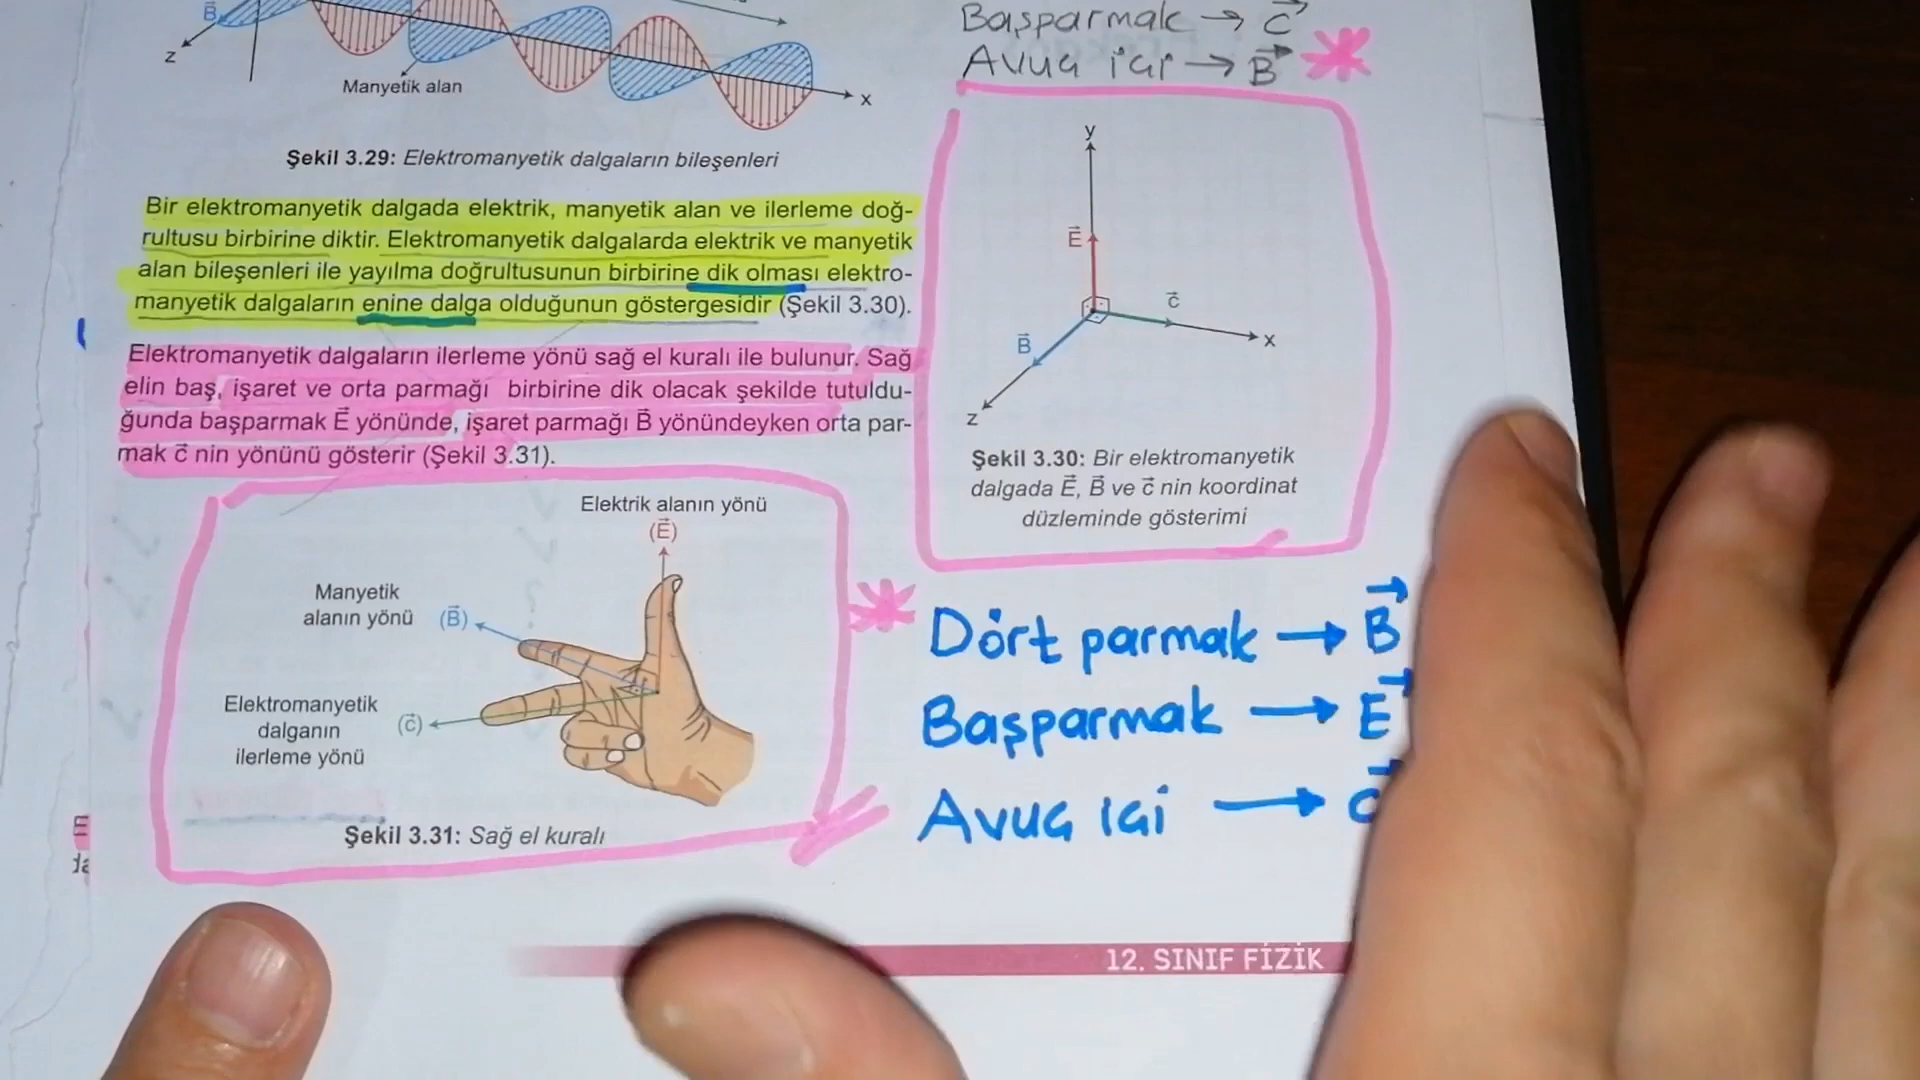 B⃗
z
Manyetik alan
x
Şekil 3.29: Elektromanyetik dalgaların bileşenleri
Bir elektromanyetik dalgada elektrik, manyetik alan ve ilerleme doğ-
rultusu birbirine diktir. Elektromanyetik dalgalarda elektrik ve manyetik
alan bileşenleri ile yayılma doğrultusunun birbirine dik olması elektro-
manyetik dalgaların enine dalga olduğunun göstergesidir (Şekil 3.30).
Elektromanyetik dalgaların ilerleme yönü sağ el kuralı ile bulunur. Sağ
elin baş, işaret ve orta parmağı birbirine dik olacak şekilde tutuldu-
ğunda başparmak E⃗ yönünde, işaret parmağı B⃗ yönündeyken orta par-
mak c⃗ nin yönünü gösterir (Şekil 3.31).
Elektrik alanın yönü
(E⃗)
Manyetik
alanın yönü (B⃗)
Elektromanyetik
dalganın
ilerleme yönü
(c⃗)
Şekil 3.31: Sağ el kuralı
Başparmak → c⃗
Avuç içi → B⃗
y
E⃗
c⃗
x
B⃗
z
Şekil 3.30: Bir elektromanyetik
dalgada E⃗, B⃗ ve c⃗ nin koordinat
düzleminde gösterimi
Dört parmak → B⃗
Başparmak → E⃗
Avuç içi → c⃗
12. SINIF FİZİK